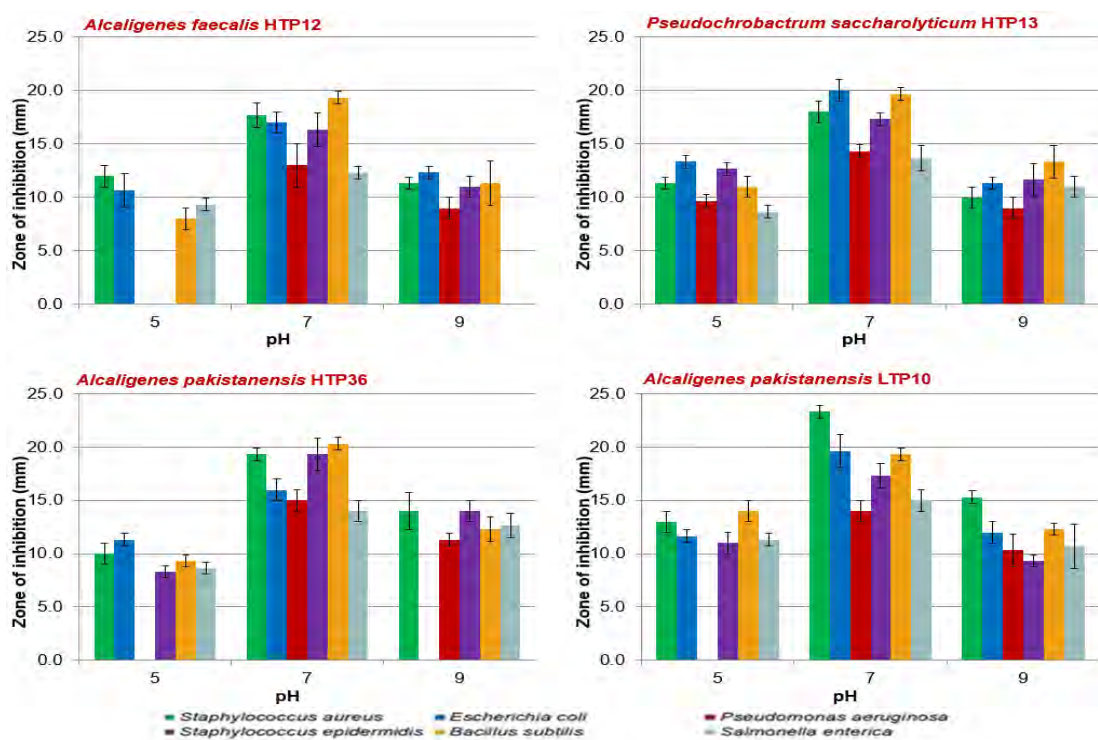 Alcaligenes faecalis HTP12
25.0
20.0
15.0
10.0
5.0
0.0
Zone of inhibition (mm)
5 7 9
pH
Pseudochrobactrum saccharolyticum HTP13
25.0
20.0
15.0
10.0
5.0
0.0
Zone of inhibition (mm)
5 7 9
pH
Alcaligenes pakistanensis HTP36
25.0
20.0
15.0
10.0
5.0
0.0
Zone of inhibition (mm)
5 7 9
pH
Alcaligenes pakistanensis LTP10
25.0
20.0
15.0
10.0
5.0
0.0
Zone of inhibition (mm)
5 7 9
pH
Staphylococcus aureus Escherichia coli Pseudomonas aeruginosa
Staphylococcus epidermidis Bacillus subtilis Salmonella enterica